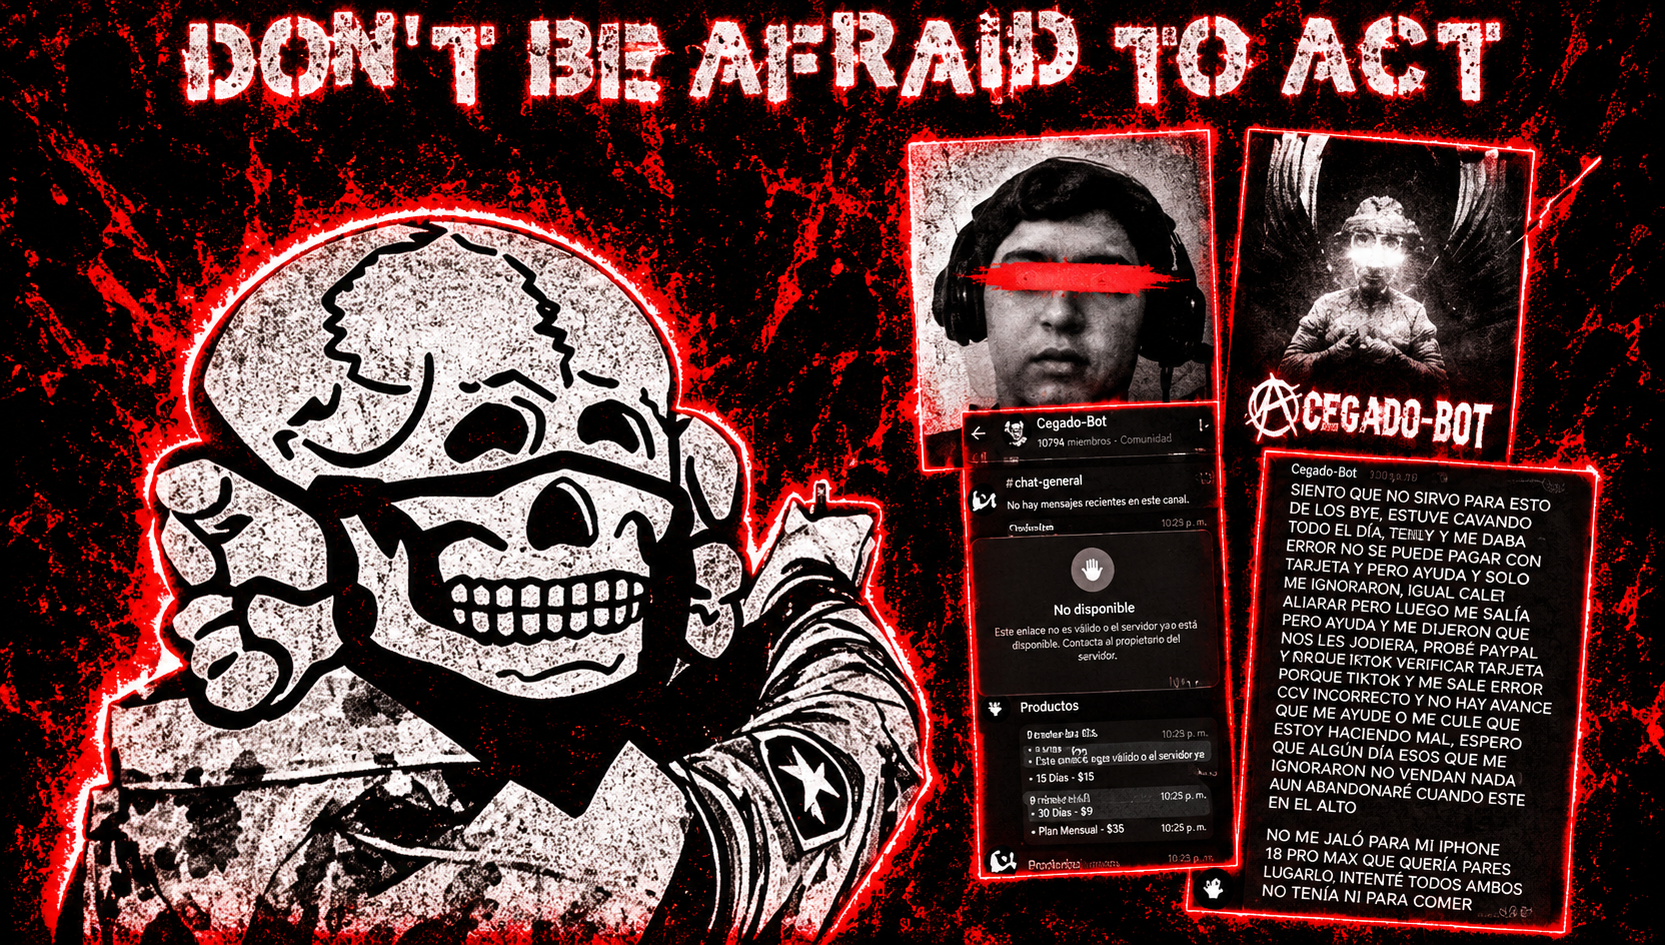 DON'T BE AFRAID TO ACT
CEGADO-BOT
Cegado-Bot
10794 miembros - Comunidad
#chat-general
No hay mensajes recientes en este canal.
10:25 p. m.
No disponible
Este enlace no es válido o el servidor ya o está
disponible. Contacta al propietario del
servidor.
Productos
10:25 p. m.
válido o el servidor ya
• 15 Días - $15
10:25 p. m.
• 30 Dias - $9
• Plan Mensual - $35
10:25 p. m.
10:23 p. m.
Cegado-Bot
SIENTO QUE NO SIRVO PARA ESTO
DE LOS BYE, ESTUVE CAVANDO
TODO EL DÍA, Y ME DABA
ERROR NO SE PUEDE PAGAR CON
TARJETA Y PERO AYUDA Y SOLO
ME IGNORARON, IGUAL
ALIARAR PERO LUEGO ME SALÍA
PERO AYUDA Y ME DIJERON QUE
NOS LES JODIERA, PROBÉ PAYPAL
Y VERIFICAR TARJETA
PORQUE TIKTOK Y ME SALE ERROR
CCV INCORRECTO Y NO HAY AVANCE
QUE ME AYUDE O ME CULE QUE
ESTOY HACIENDO MAL, ESPERO
QUE ALGÚN DÍA ESOS QUE ME
IGNORARON NO VENDAN NADA
AUN ABANDONARÉ CUANDO ESTE
EN EL ALTO
NO ME JALÓ PARA MI IPHONE
18 PRO MAX QUE QUERÍA PARES
LUGARLO, INTENTÉ TODOS AMBOS
NO TENÍA NI PARA COMER